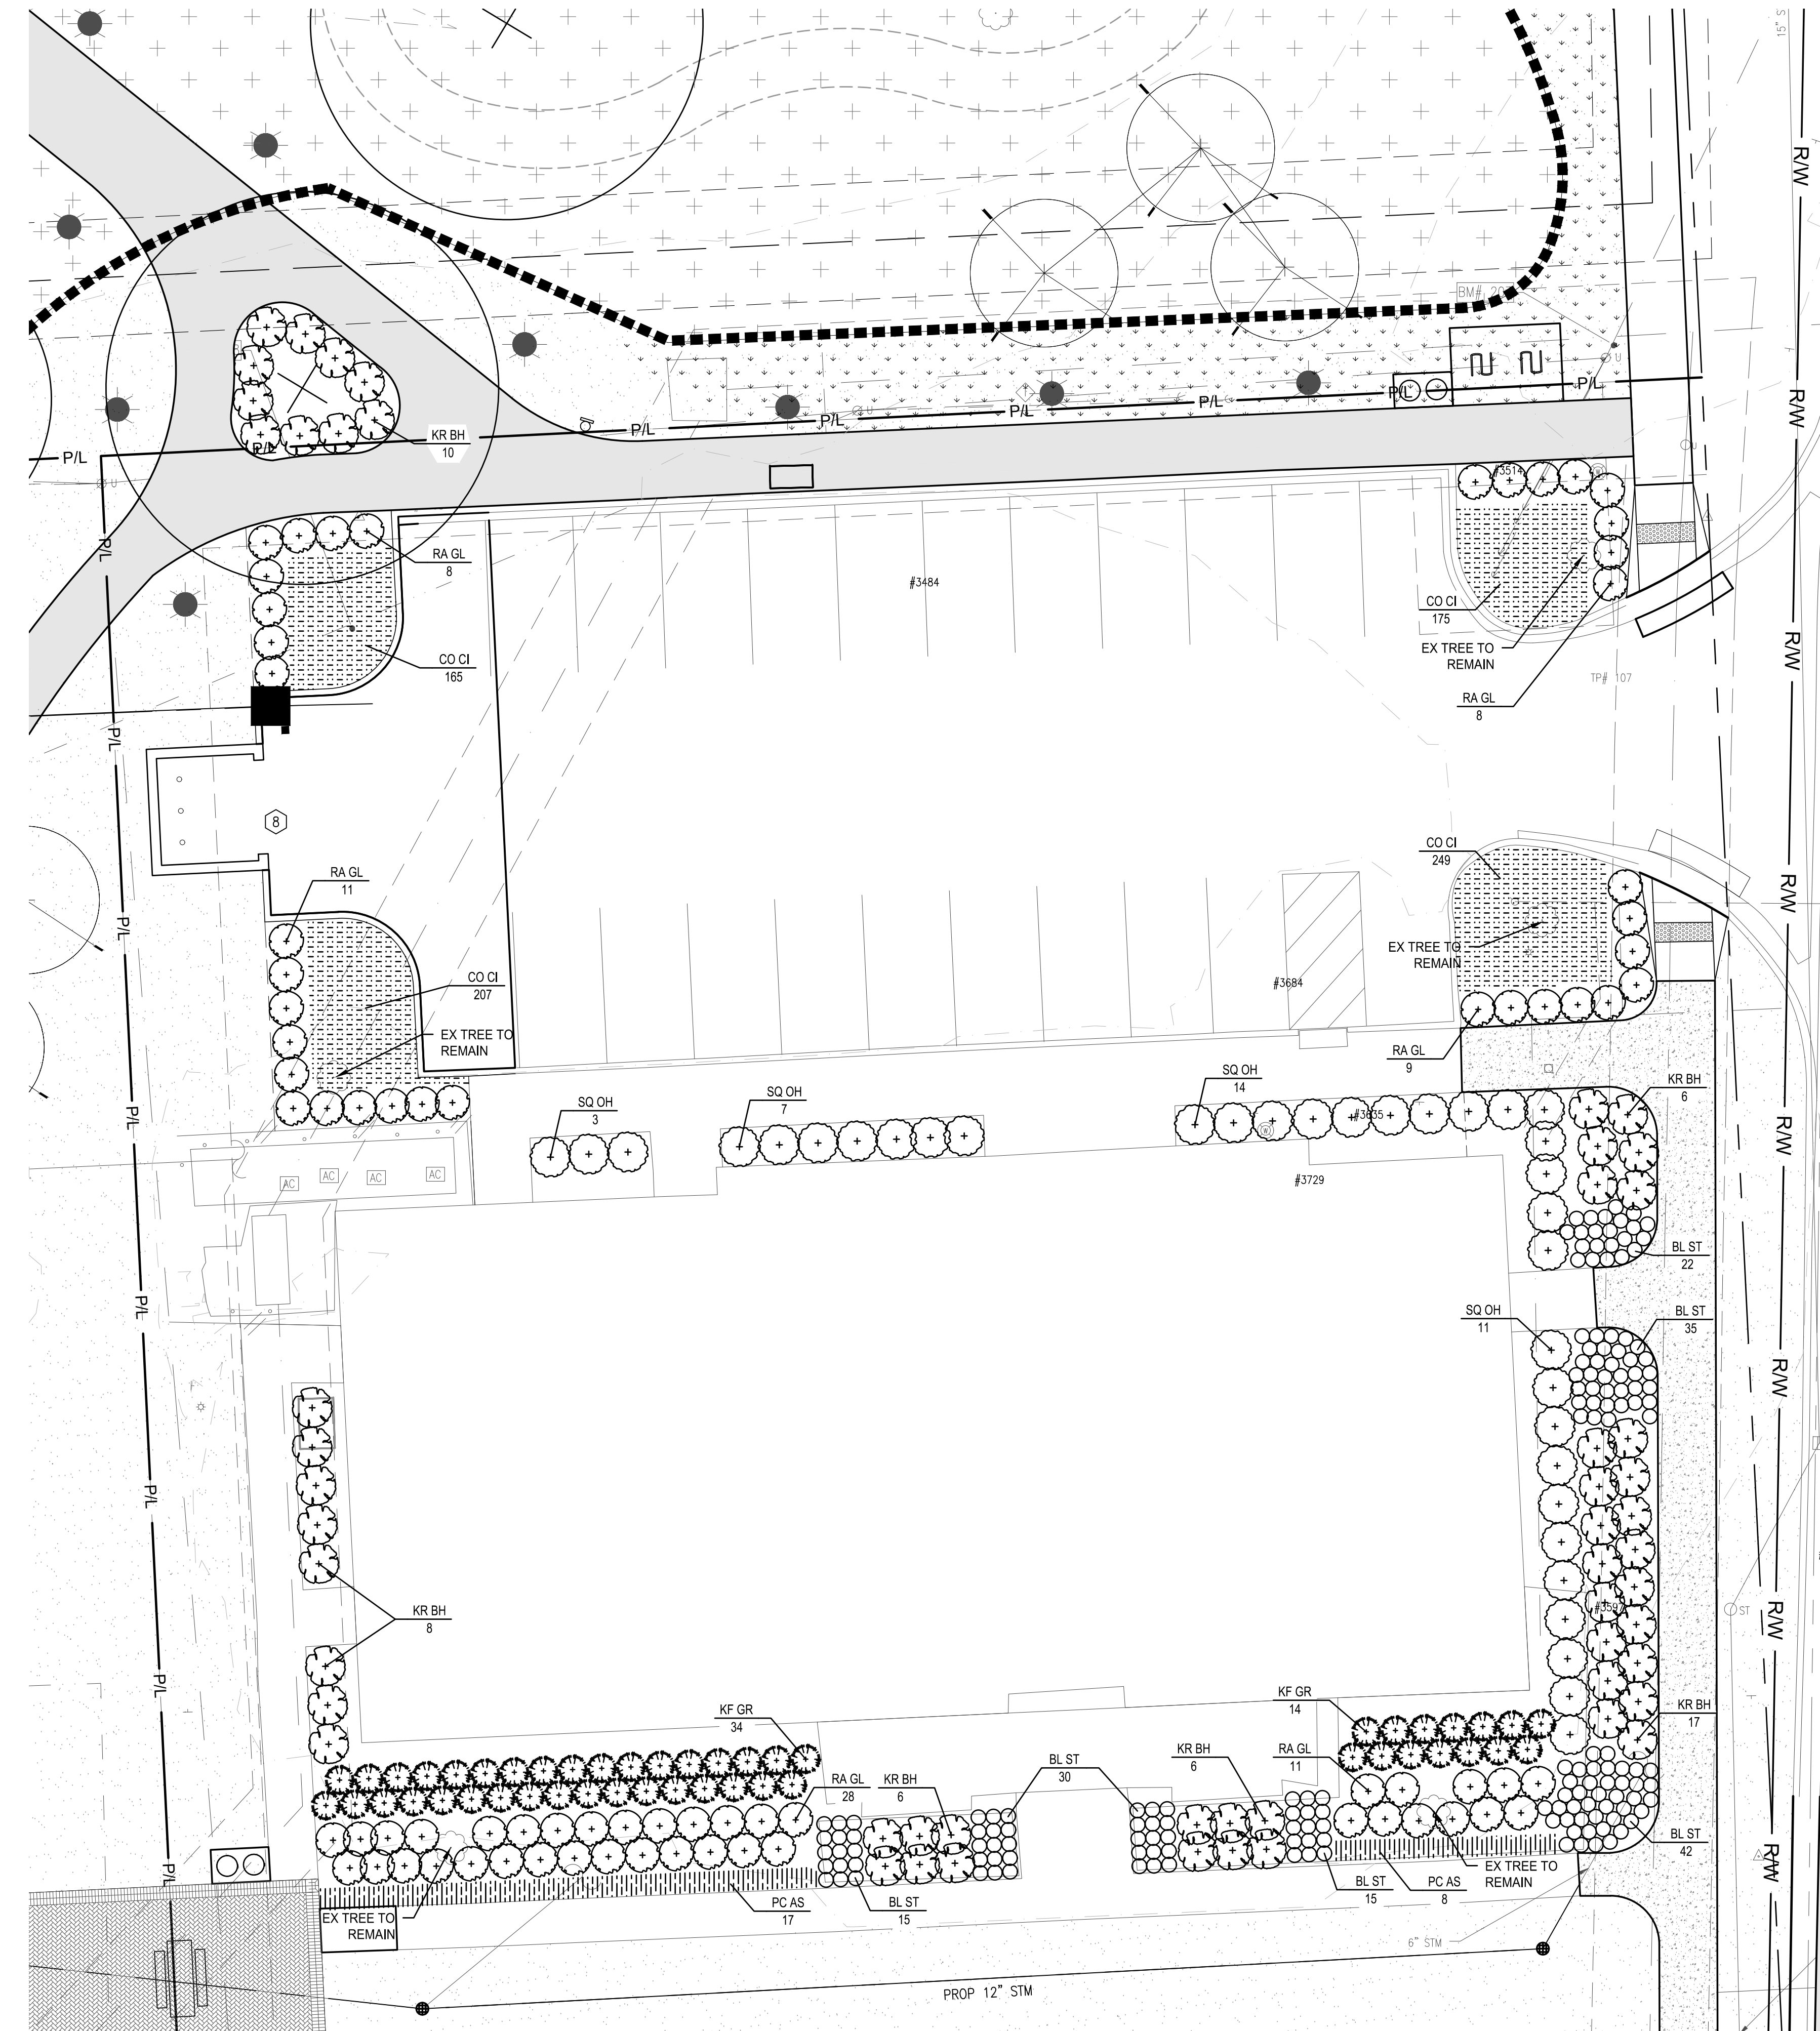 15" S
R/W
BM# 20
U
P/L
P/L
P/L
P/L
P/L
R/W
KR BH
10
P/L
P/L
U
U
#3514
RA GL
8
P/L
#3484
CO CI
175
EX TREE TO
REMAIN
R/W
CO CI
165
TP# 107
RA GL
8
P/L
8
CO CI
249
RA GL
11
R/W
P/L
EX TREE TO
REMAIN
CO CI
207
#3684
EX TREE TO
REMAIN
RA GL
9
SQ OH
14
KR BH
6
SQ OH
3
SQ OH
7
#3635
P/L
R/W
AC
AC
AC
AC
#3729
BL ST
22
P/L
SQ OH
11
BL ST
35
R/W
P/L
KR BH
8
#3597
ST
R/W
P/L
KF GR
34
KF GR
14
KR BH
17
BL ST
30
KR BH
6
RA GL
11
RA GL
28
KR BH
6
BL ST
42
R/W
P/L
EX TREE TO
REMAIN
BL ST
15
PC AS
8
PC AS
17
BL ST
15
EX TREE TO
REMAIN
6" STM
PROP 12" STM